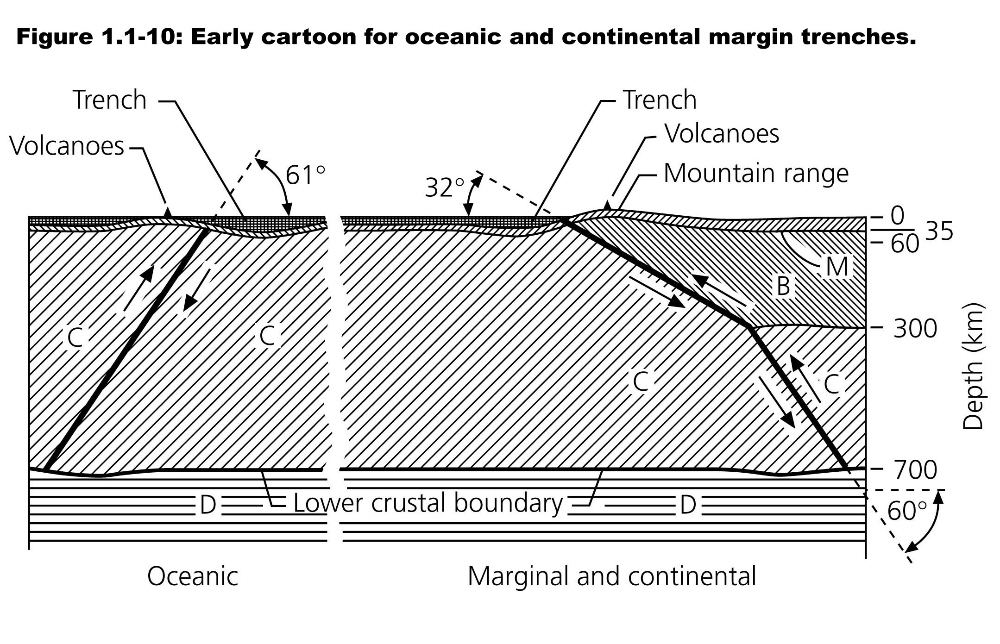 Figure 1.1-10: Early cartoon for oceanic and continental margin trenches.
Trench
Trench
Volcanoes
Volcanoes
61°
32°
Mountain range
0
35
60
M
B
C
C
300
C
C
Depth (km)
700
D
Lower crustal boundary
D
60°
Oceanic
Marginal and continental